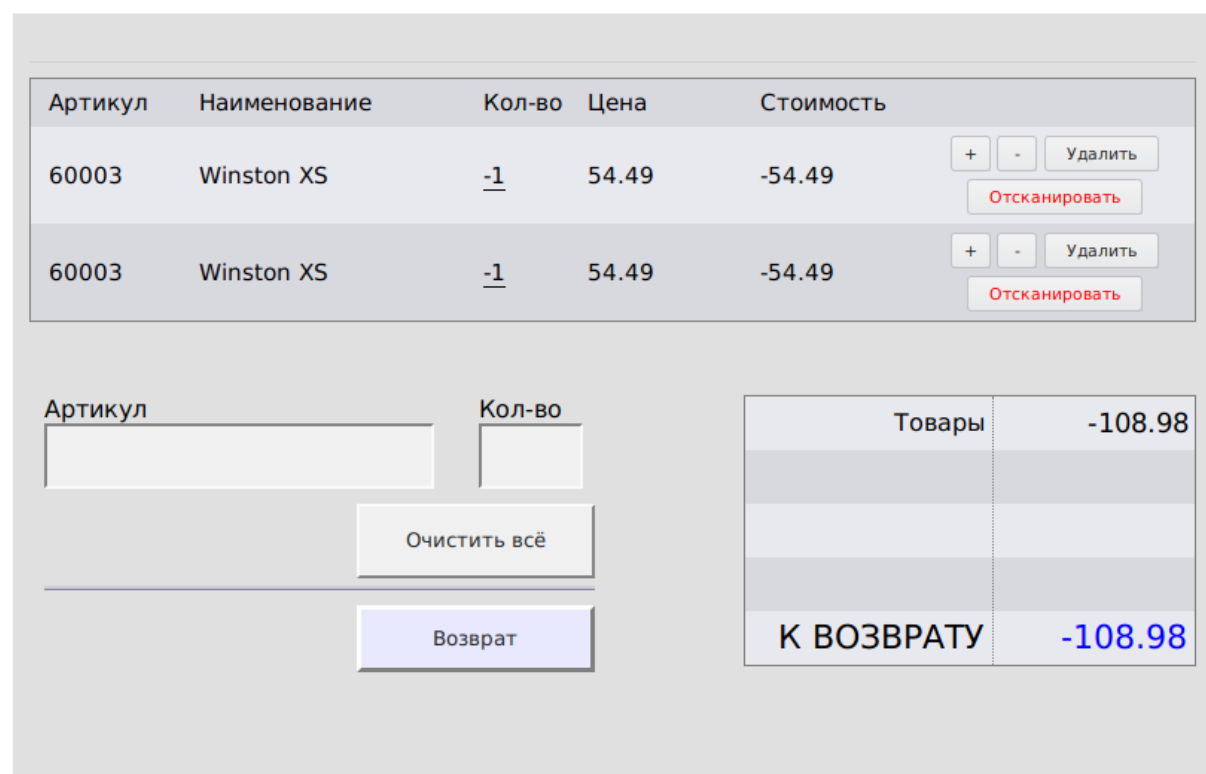 Артикул Наименование Кол-во Цена Стоимость
60003 Winston XS -1 54.49 -54.49 + - Удалить
Отсканировать
60003 Winston XS -1 54.49 -54.49 + - Удалить
Отсканировать
Артикул Кол-во
Товары -108.98
Очистить всё
Возврат
К ВОЗВРАТУ -108.98